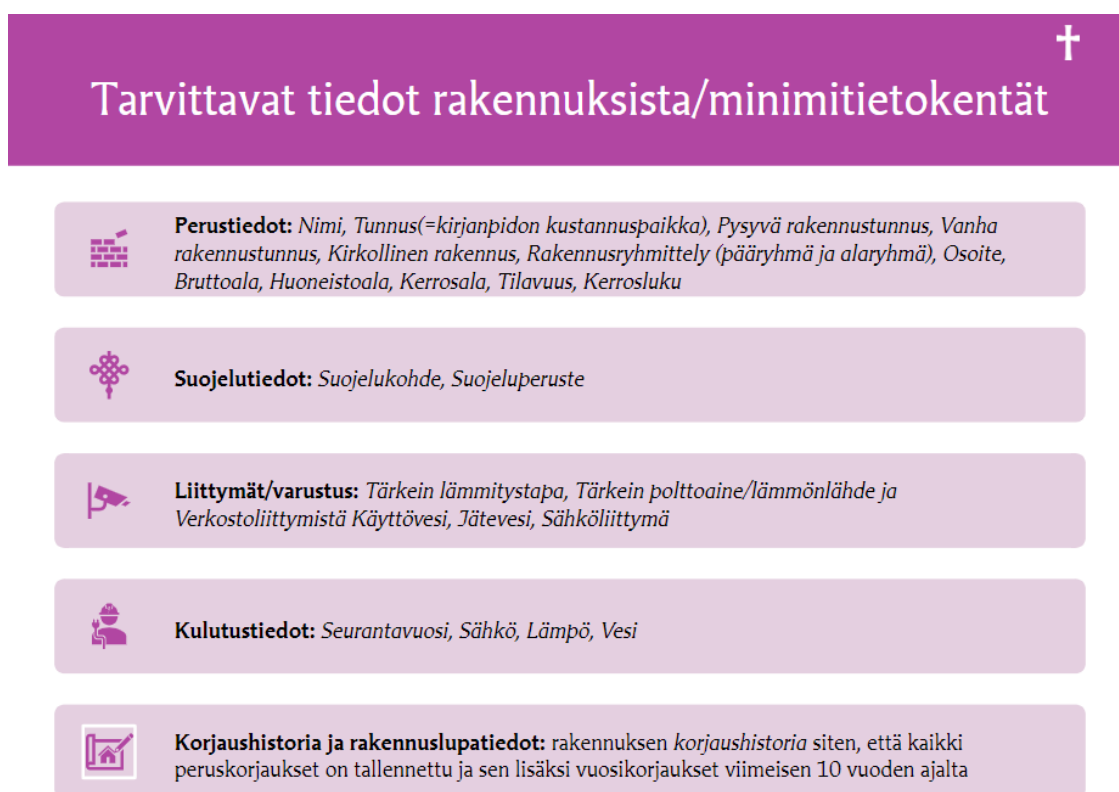 Tarvittavat tiedot rakennuksista/minimitietokentät
Perustiedot: Nimi, Tunnus(=kirjanpidon kustannuspaikka), Pysyvä rakennustunnus, Vanha
rakennustunnus, Kirkollinen rakennus, Rakennusryhmittely (pääryhmä ja alaryhmä), Osoite,
Bruttoala, Huoneistoala, Kerrosala, Tilavuus, Kerrosluku
Suojelutiedot: Suojelukohde, Suojeluperuste
Liittymät/varustus: Tärkein lämmitystapa, Tärkein polttoaine/lämmönlähde ja
Verkostoliittymistä Käyttövesi, Jätevesi, Sähköliittymä
Kulutustiedot: Seurantavuosi, Sähkö, Lämpö, Vesi
Korjaushistoria ja rakennuslupatiedot: rakennuksen korjaushistoria siten, että kaikki
peruskorjaukset on tallennettu ja sen lisäksi vuosikorjaukset viimeisen 10 vuoden ajalta